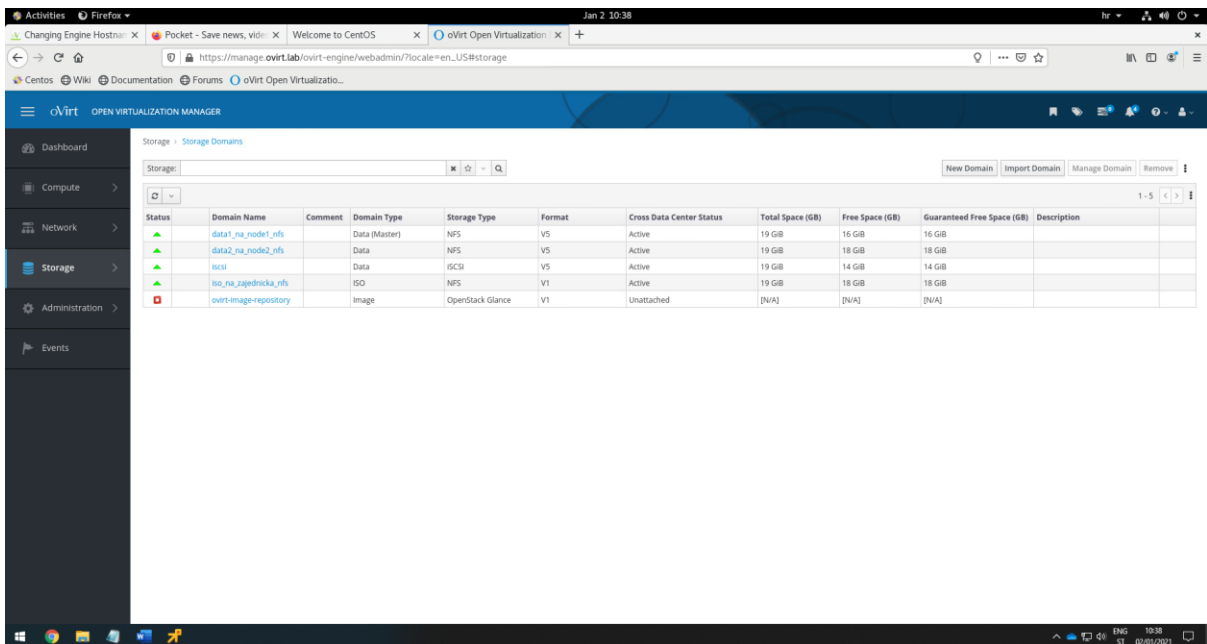 Activities Firefox Jan 2 10:38 hr
Changing Engine Hostnam Pocket - Save news, video Welcome to CentOS oVirt Open Virtualization
https://manage.ovirt.lab/ovirt-engine/webadmin/?locale=en_US#storage
Centos Wiki Documentation Forums oVirt Open Virtualizatio...
oVirt OPEN VIRTUALIZATION MANAGER
Dashboard
Compute
Network
Storage
Administration
Events
Storage › Storage Domains
Storage: New Domain Import Domain Manage Domain Remove
1-5
Status Domain Name Comment Domain Type Storage Type Format Cross Data Center Status Total Space (GB) Free Space (GB) Guaranteed Free Space (GB) Description
data1_na_node1_nfs Data (Master) NFS V5 Active 19 GiB 16 GiB 16 GiB
data2_na_node2_nfs Data NFS V5 Active 19 GiB 18 GiB 18 GiB
iscsi Data iSCSI V5 Active 19 GiB 14 GiB 14 GiB
iso_na_zajednicka_nfs ISO NFS V1 Active 19 GiB 18 GiB 18 GiB
ovirt-image-repository Image OpenStack Glance V1 Unattached [N/A] [N/A] [N/A]
ENG 10:38
ST 02/01/2021